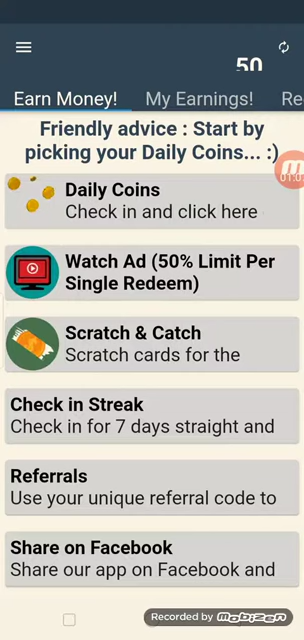 50
Earn Money!
My Earnings!
Re
Friendly advice : Start by
picking your Daily Coins... :)
Daily Coins
Check in and click here
Watch Ad (50% Limit Per
Single Redeem)
Scratch & Catch
Scratch cards for the
Check in Streak
Check in for 7 days straight and
Referrals
Use your unique referral code to
Share on Facebook
Share our app on Facebook and
Recorded by mobizen